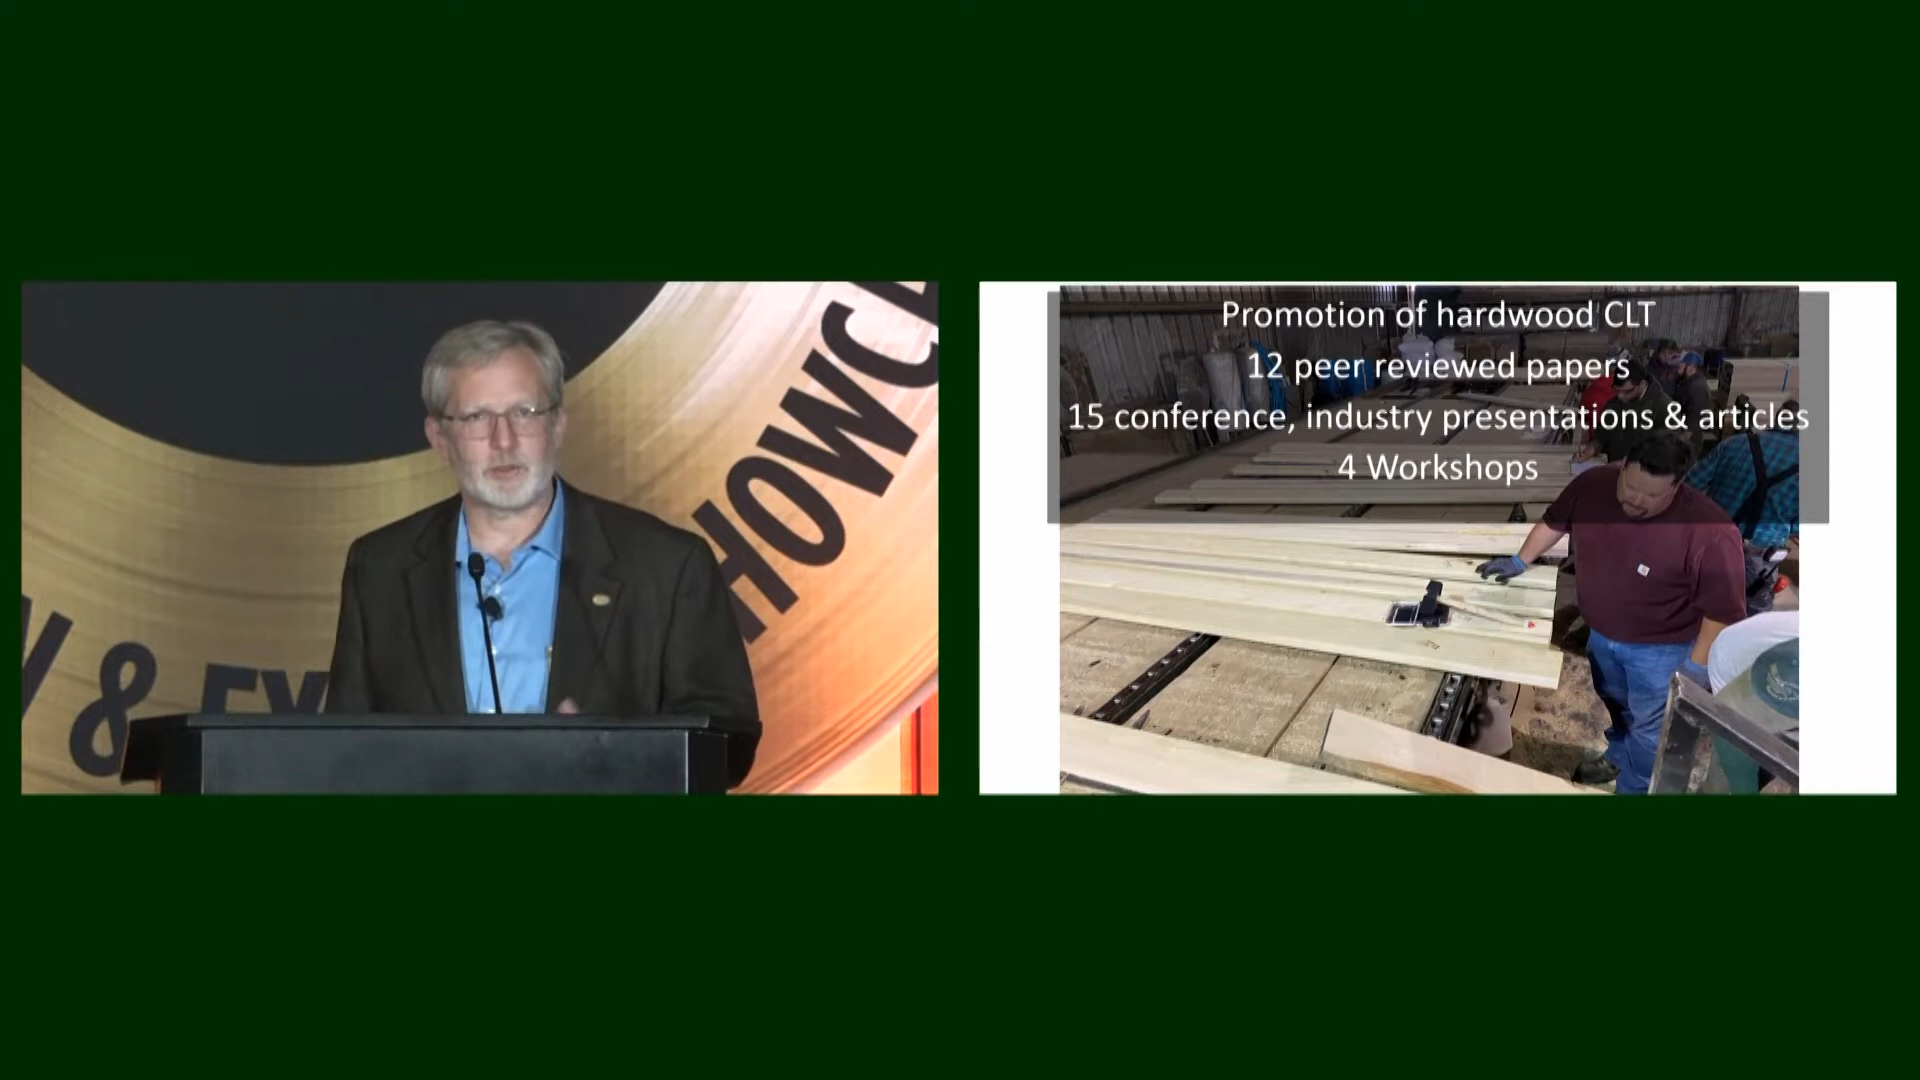 HOWC
& EX
Promotion of hardwood CLT
12 peer reviewed papers
15 conference, industry presentations & articles
4 Workshops